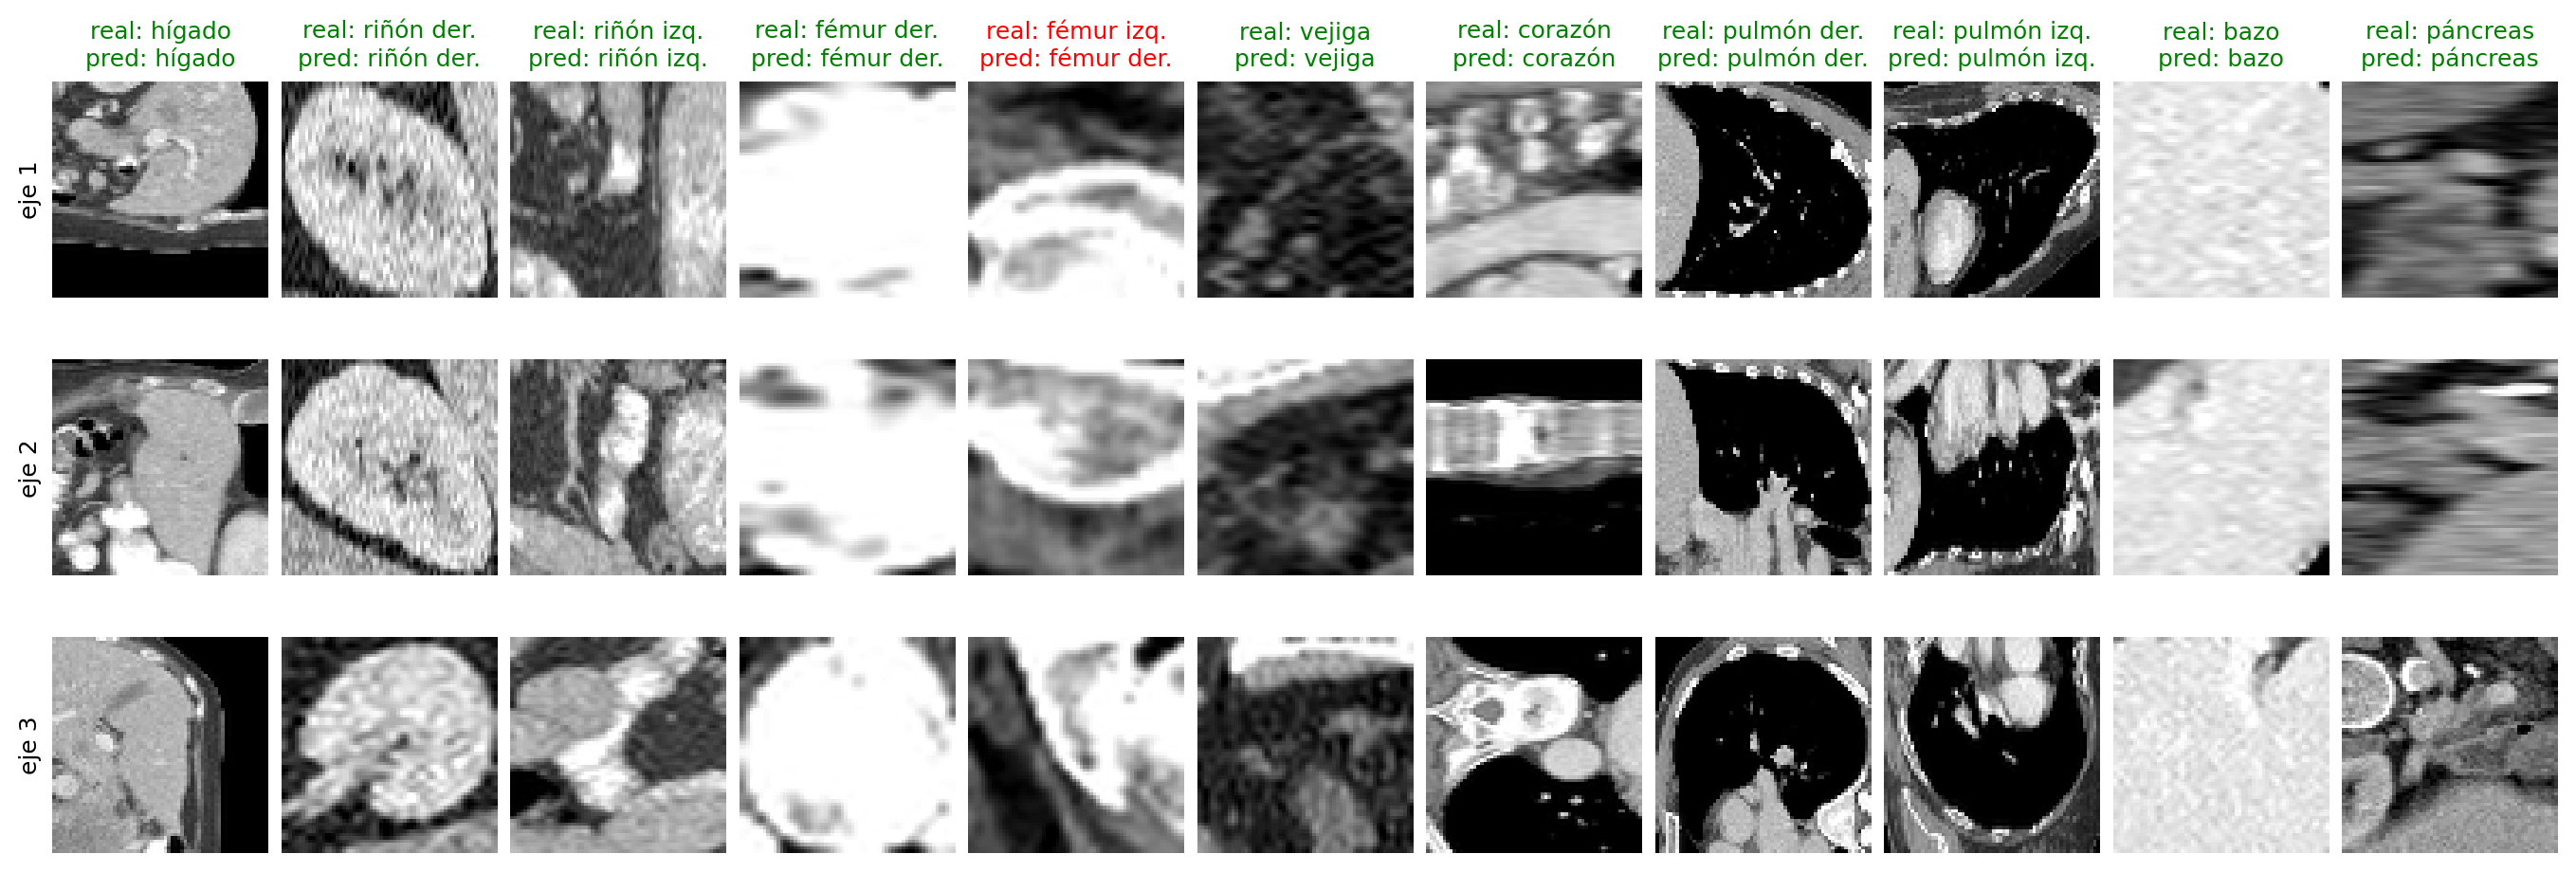 real: hígado
pred: hígado
real: riñón der.
pred: riñón der.
real: riñón izq.
pred: riñón izq.
real: fémur der.
pred: fémur der.
real: fémur izq.
pred: fémur der.
real: vejiga
pred: vejiga
real: corazón
pred: corazón
real: pulmón der.
pred: pulmón der.
real: pulmón izq.
pred: pulmón izq.
real: bazo
pred: bazo
real: páncreas
pred: páncreas
eje 1
eje 2
eje 3